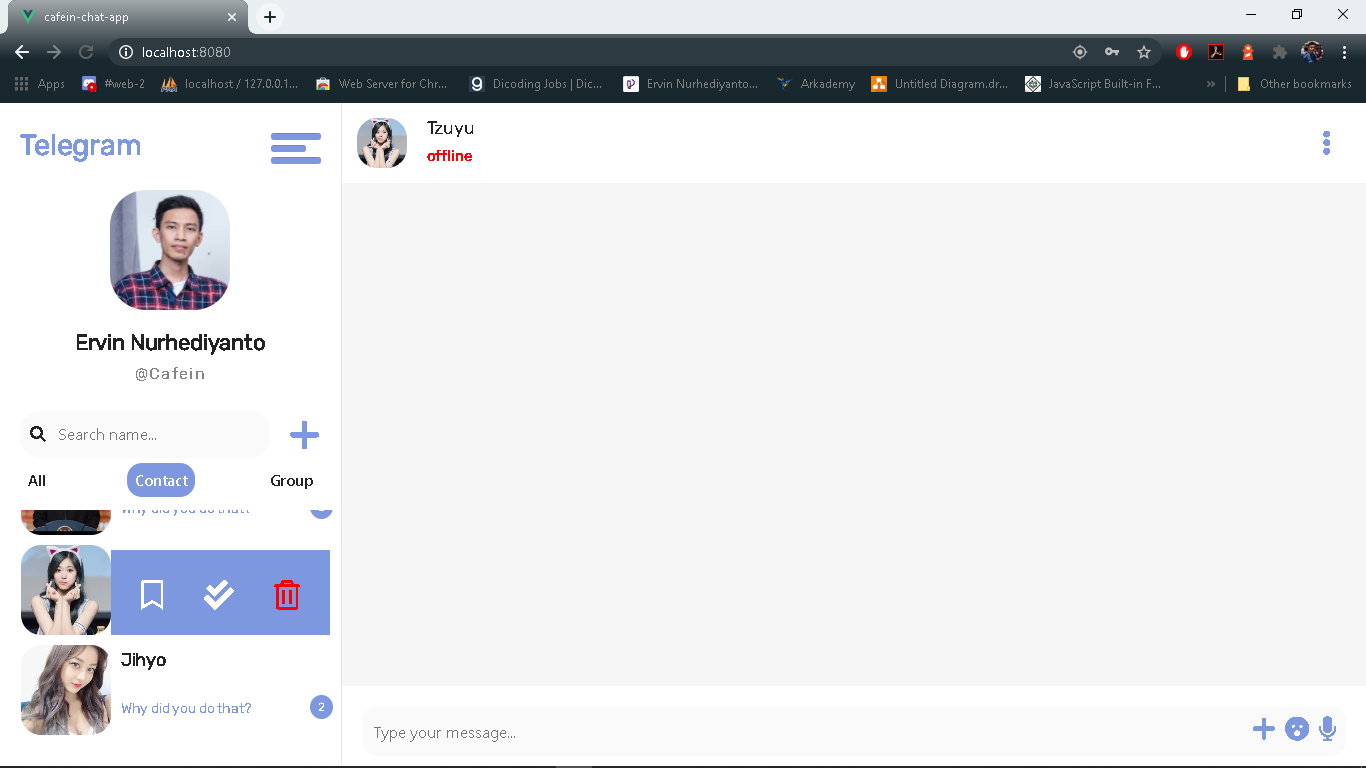 cafein-chat-app
localhost:8080
Apps
#web-2
localhost / 127.0.0.1...
Web Server for Chr...
Dicoding Jobs | Dic...
Ervin Nurhediyanto...
Arkademy
Untitled Diagram.dr...
JavaScript Built-in F...
»
Other bookmarks
Telegram
Ervin Nurhediyanto
@Cafein
Search name...
All
Contact
Group
Why did you do that?
Jihyo
Why did you do that?
2
Tzuyu
offline
Type your message...